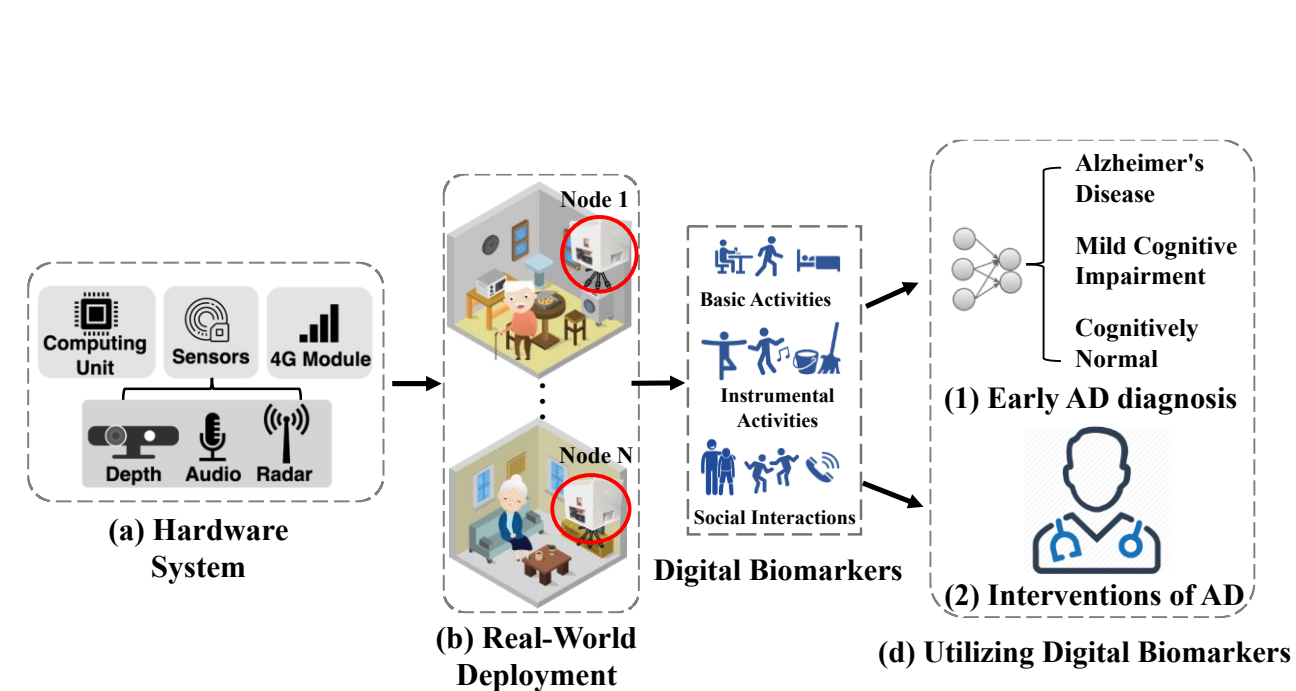 Computing
Unit
Sensors
4G Module
Depth
Audio
Radar
(a) Hardware
System
Node 1
Node N
(b) Real-World
Deployment
Basic Activities
Instrumental
Activities
Social Interactions
Digital Biomarkers
Alzheimer's
Disease
Mild Cognitive
Impairment
Cognitively
Normal
(1) Early AD diagnosis
(2) Interventions of AD
(d) Utilizing Digital Biomarkers